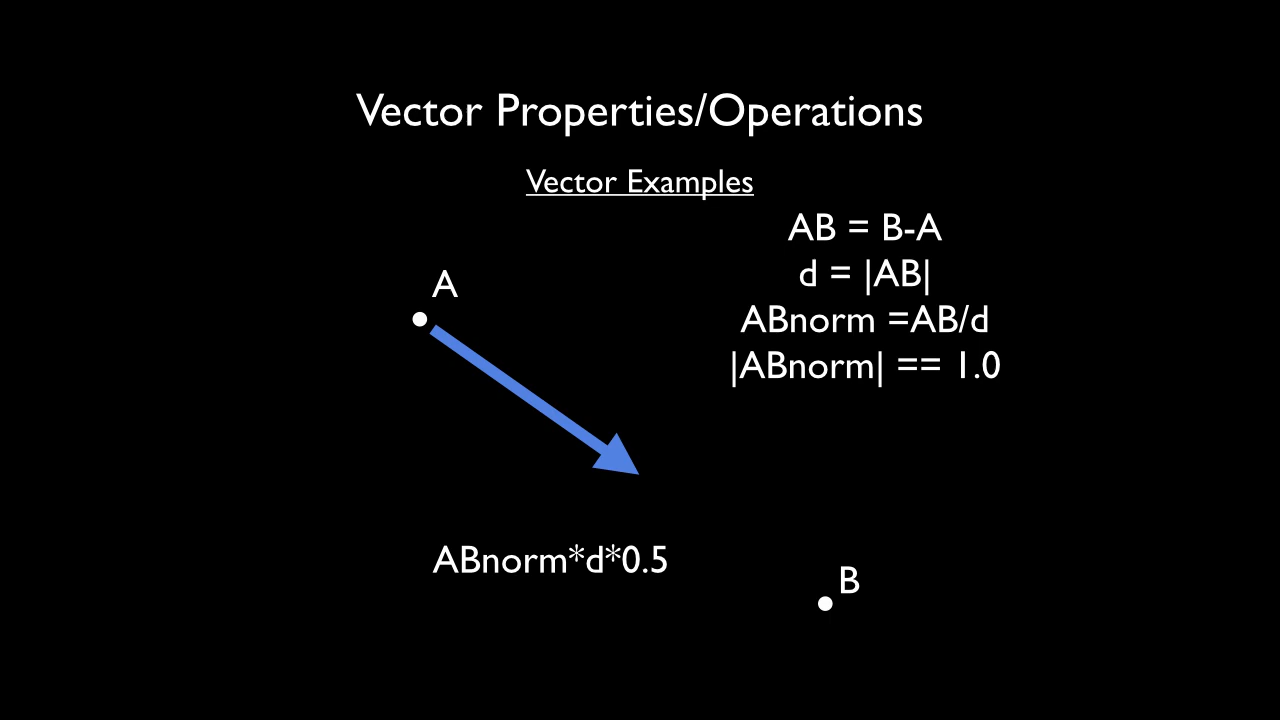 Vector Properties/Operations
Vector Examples
AB = B-A
d = |AB|
A
ABnorm =AB/d
|ABnorm| == 1.0
ABnorm*d*0.5
B